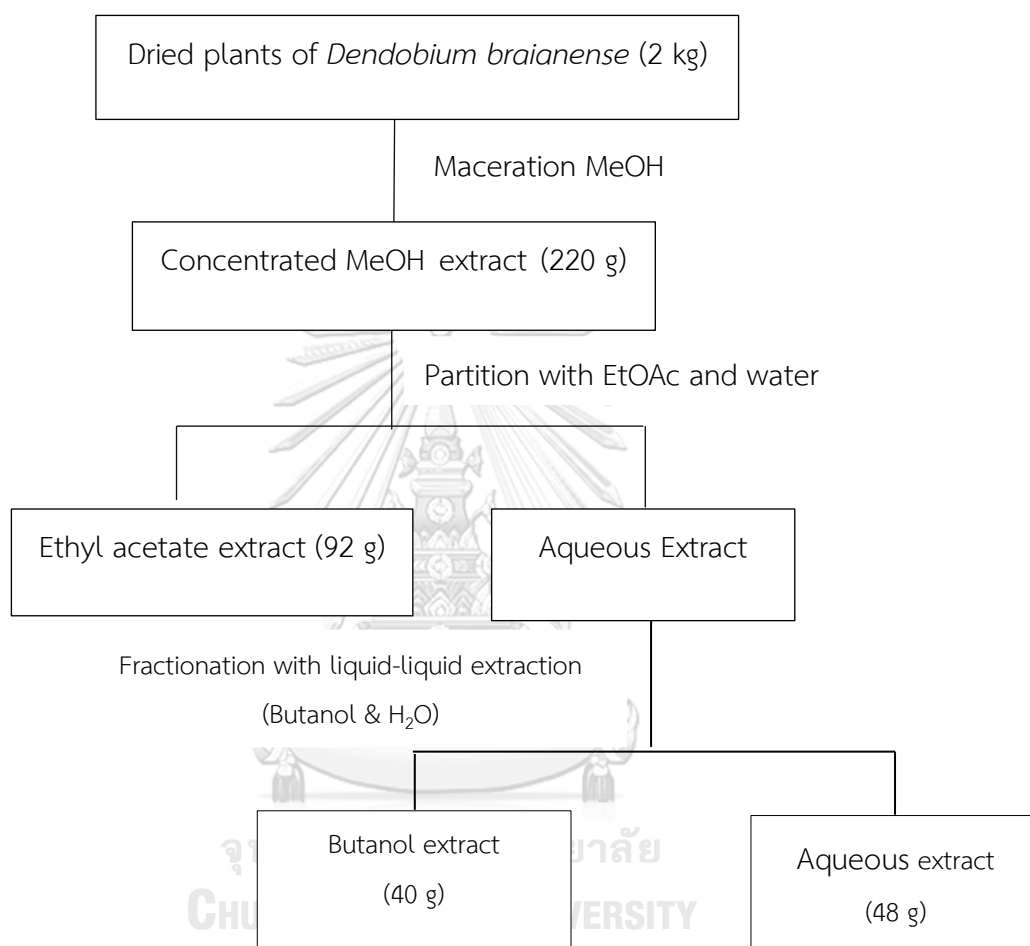 Dried plants of Dendobium braianense (2 kg)
Maceration MeOH
Concentrated MeOH extract (220 g)
Partition with EtOAc and water
Ethyl acetate extract (92 g)
Aqueous Extract
Fractionation with liquid-liquid extraction
(Butanol & H₂O)
Butanol extract
(40 g)
Aqueous extract
(48 g)